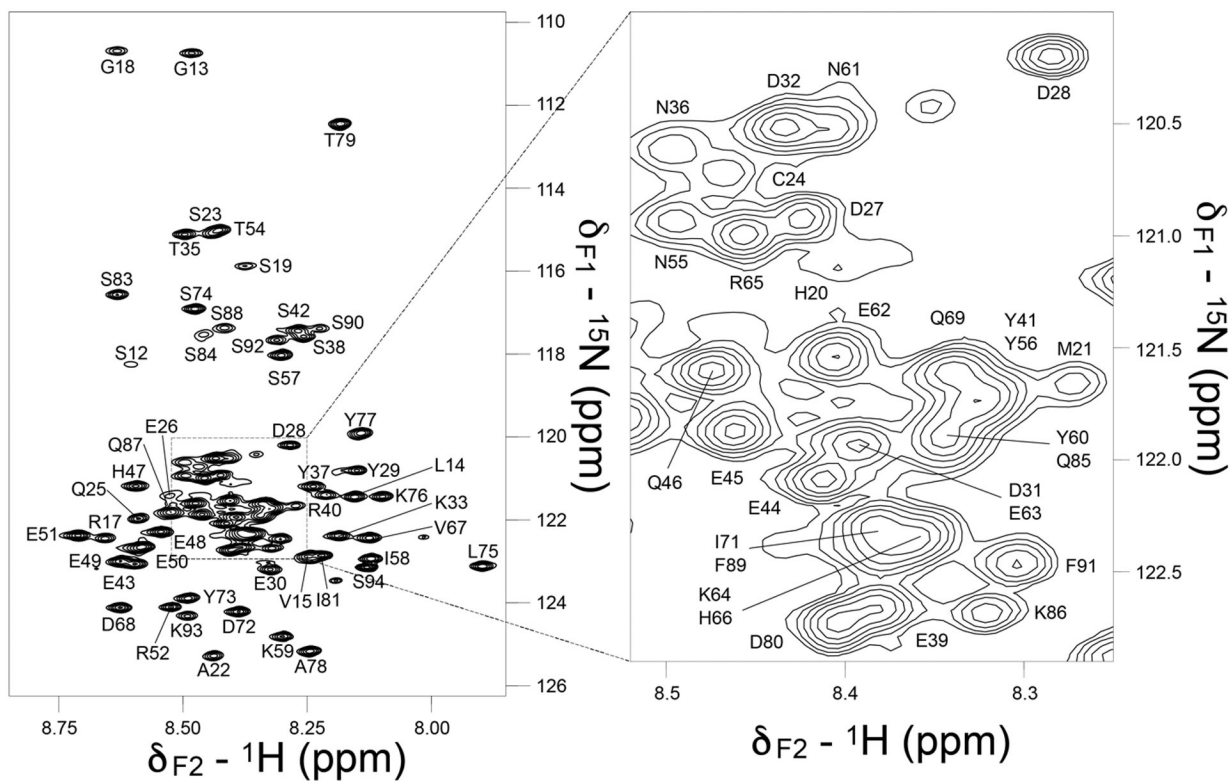 110
112
114
116
118
120
122
124
126
G18
G13
T79
S23
T54
T35
S19
S83
S74
S88
S42
S90
S84
S92
S38
S12
S57
E26
Q87
D28
Y77
H47
Y37
Y29
L14
Q25
K76
R17
R40
K33
E51
E48
V67
E49
E50
I58
L75
E43
E30
S94
V15
I81
Y73
D68
K93
D72
R52
K59
A22
A78
8.75
8.50
8.25
8.00
δF2 - 1H (ppm)
δF1 - 15N (ppm)
N61
D32
N36
D28
C24
D27
N55
R65
H20
E62
Q69
Y41
Y56
M21
Q46
E45
Y60
Q85
E44
D31
E63
I71
F89
F91
K64
H66
K86
D80
E39
120.5
121.0
121.5
122.0
122.5
8.5
8.4
8.3
δF2 - 1H (ppm)
δF1 - 15N (ppm)